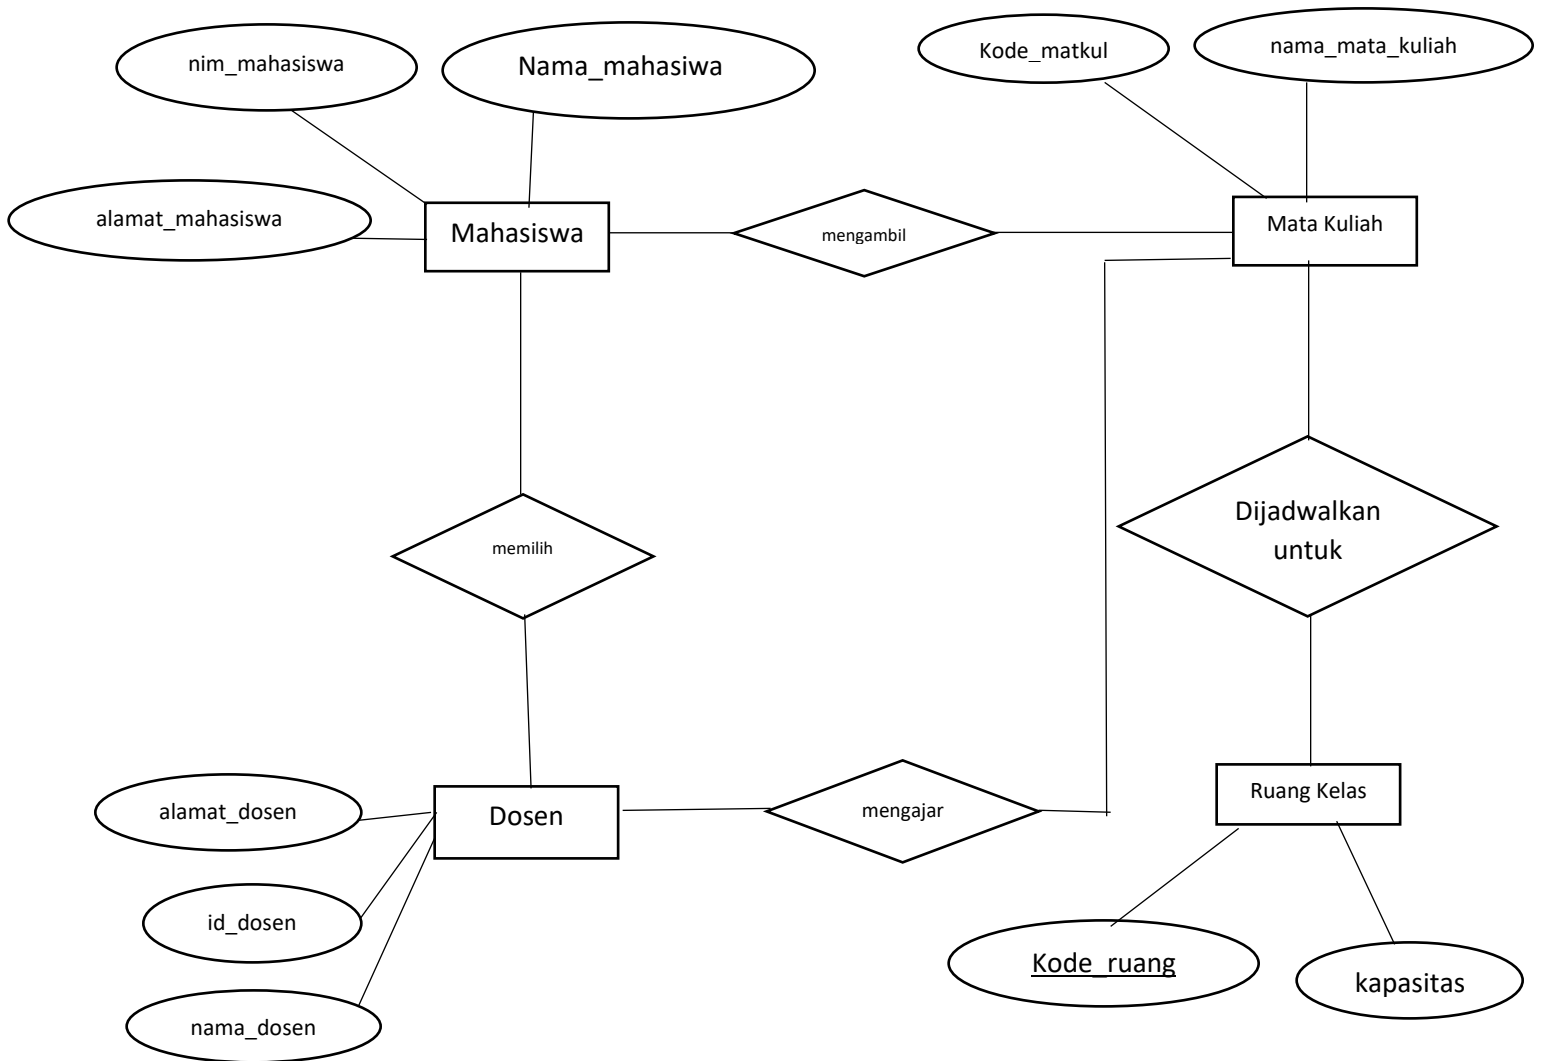 nim_mahasiswa
Nama_mahasiwa
Kode_matkul
nama_mata_kuliah
alamat_mahasiswa
Mahasiswa
mengambil
Mata Kuliah
memilih
Dijadwalkan
untuk
alamat_dosen
Dosen
mengajar
Ruang Kelas
id_dosen
Kode_ruang
kapasitas
nama_dosen